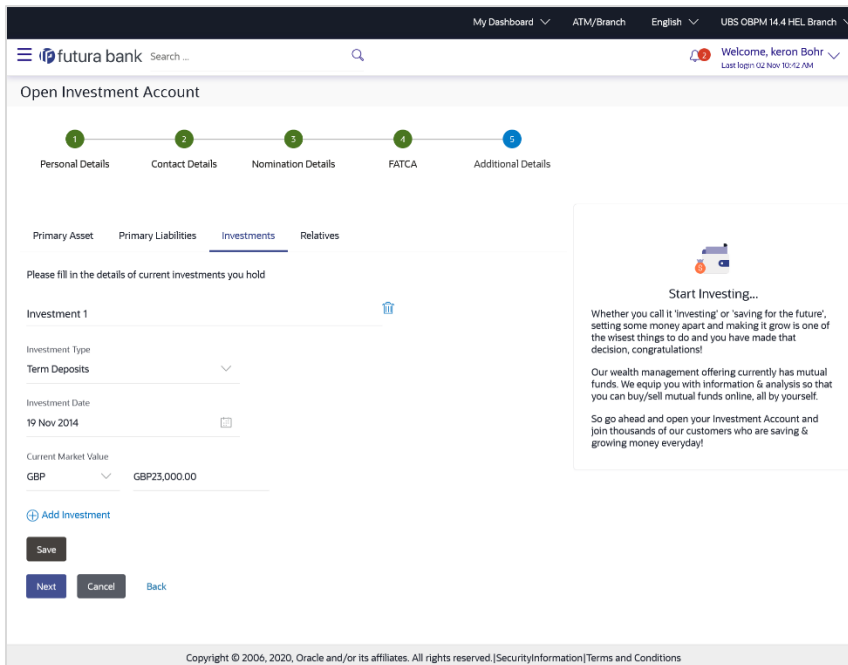 My Dashboard ATM/Branch English UBS OBPM 14.4 HEL Branch
futura bank Search ... 2 Welcome, keron Bohr
Last login 02 Nov 10:42 AM
Open Investment Account
1 2 3 4 5
Personal Details Contact Details Nomination Details FATCA Additional Details
Primary Asset Primary Liabilities Investments Relatives
Please fill in the details of current investments you hold
Investment 1
Investment Type
Term Deposits
Investment Date
19 Nov 2014
Current Market Value
GBP GBP23,000.00
Add Investment
Save
Next Cancel Back
Start Investing...
Whether you call it 'investing' or 'saving for the future',
setting some money apart and making it grow is one
of the wisest things to do and you have made that
decision, congratulations!
Our wealth management offering currently has mutual
funds. We equip you with information & analysis so that
you can buy/sell mutual funds online, all by yourself.
So go ahead and open your Investment Account and
join thousands of our customers who are saving &
growing money everyday!
Copyright © 2006, 2020, Oracle and/or its affiliates. All rights reserved.|SecurityInformation|Terms and Conditions